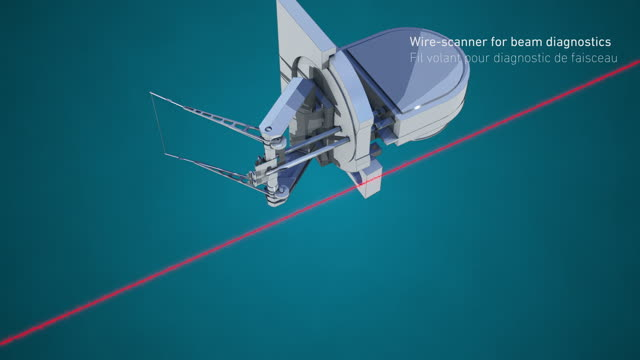 Wire-scanner for beam diagnostics
FIl volant pour diagnostic de faisceau